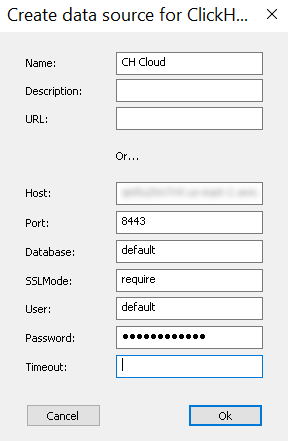 Create data source for ClickH...
Name: CH Cloud
Description:
URL:
Or...
Host:
Port: 8443
Database: default
SSLMode: require
User: default
Password: ●●●●●●●●●●●●
Timeout:
Cancel Ok